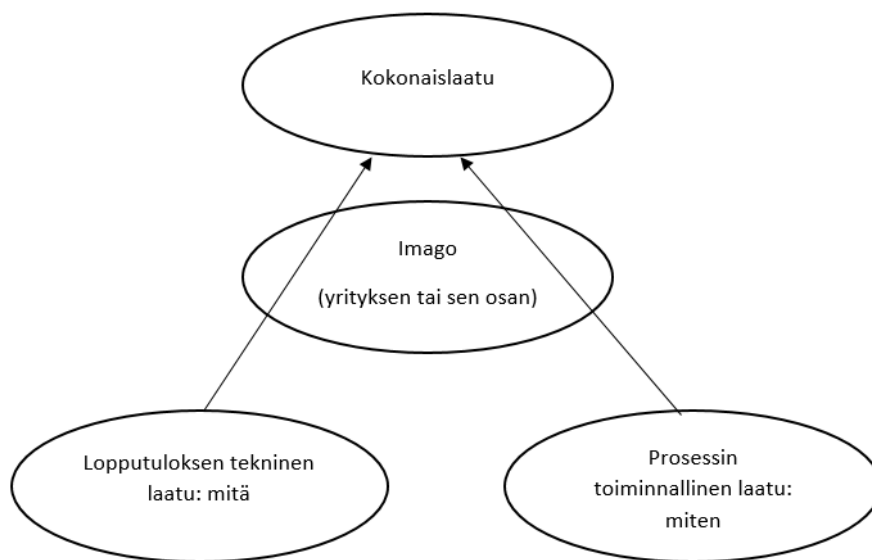 Kokonaislaatu
Imago
(yrityksen tai sen osan)
Lopputuloksen tekninen
laatu: mitä
Prosessin
toiminnallinen laatu:
miten